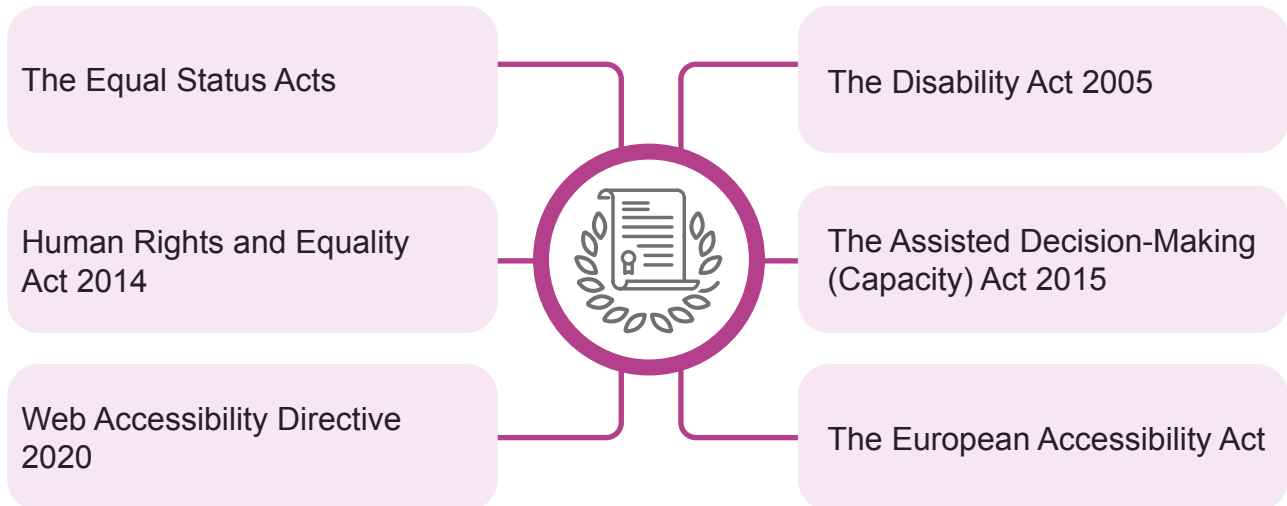 The Equal Status Acts
The Disability Act 2005
Human Rights and Equality
Act 2014
The Assisted Decision-Making
(Capacity) Act 2015
Web Accessibility Directive
2020
The European Accessibility Act